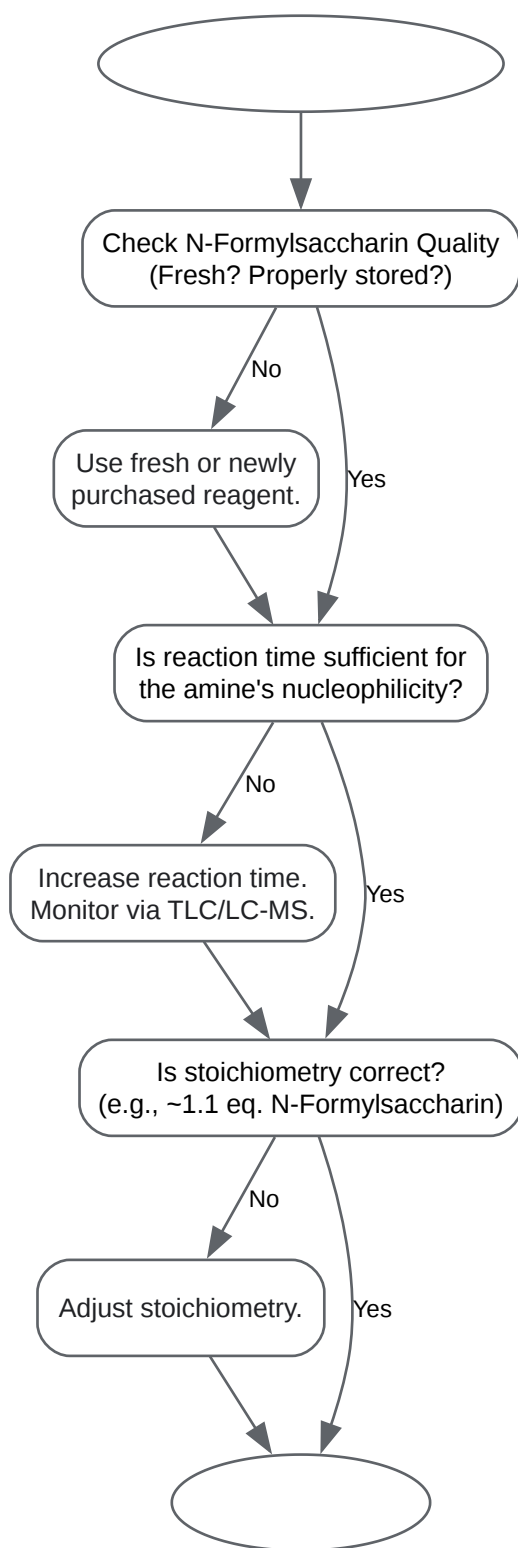 Check N-Formylsaccharin Quality
(Fresh? Properly stored?)
No
Use fresh or newly
purchased reagent.
Yes
Is reaction time sufficient for
the amine's nucleophilicity?
No
Increase reaction time.
Monitor via TLC/LC-MS.
Yes
Is stoichiometry correct?
(e.g., ~1.1 eq. N-Formylsaccharin)
No
Adjust stoichiometry.
Yes